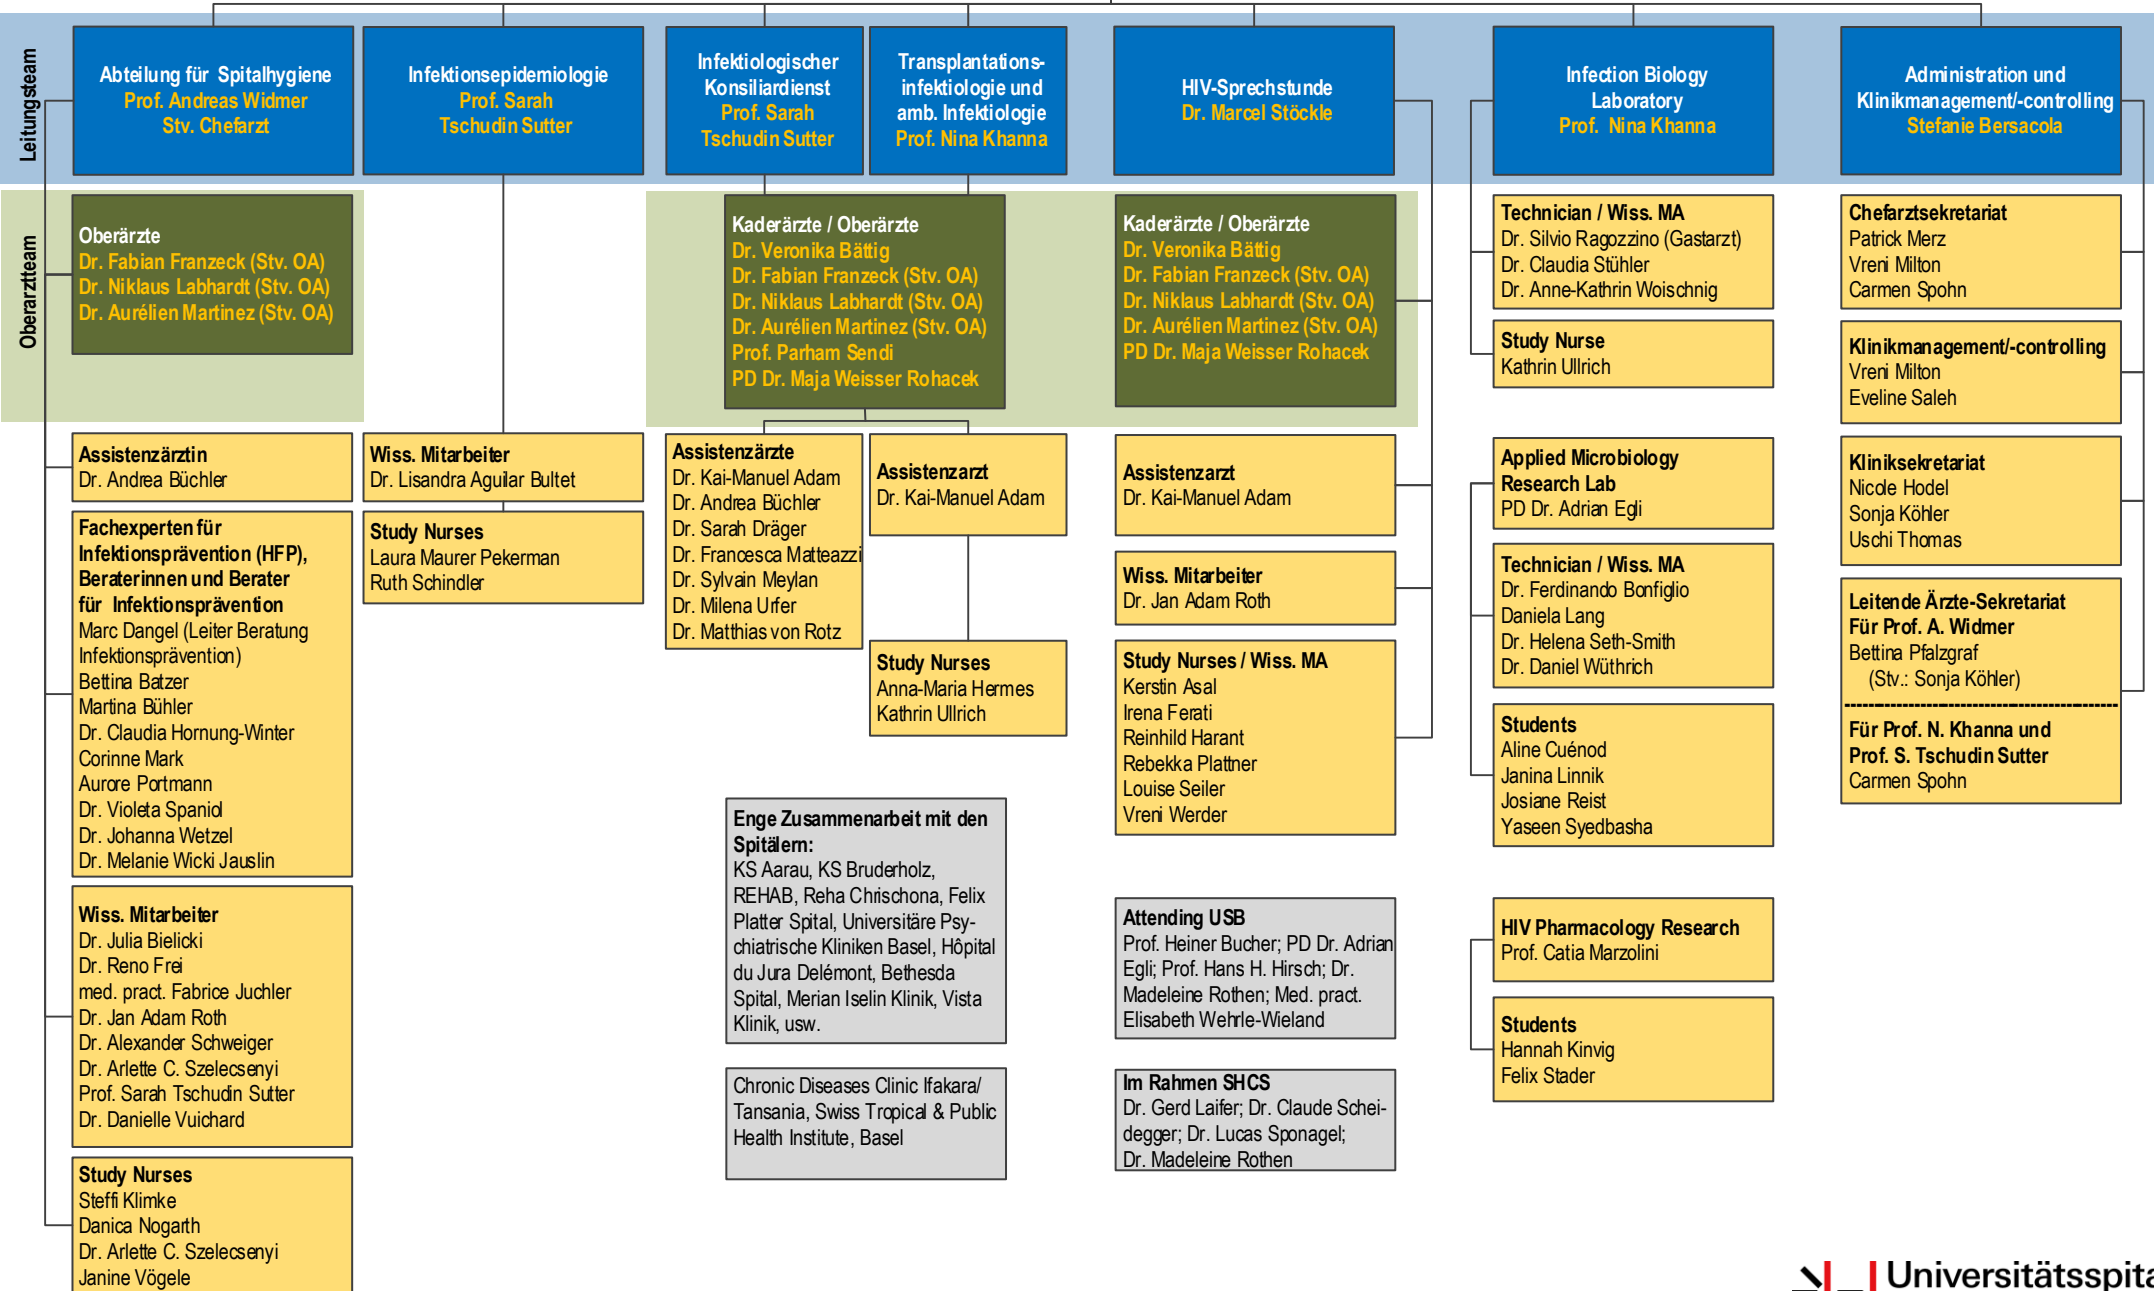 Leitungsteam
Abteilung für Spitalhygiene
Prof. Andreas Widmer
Stv. Chefarzt
Infektionsepidemiologie
Prof. Sarah
Tschudin Sutter
Infektiologischer
Konsiliardienst
Prof. Sarah
Tschudin Sutter
Transplantations-
infektiologie und
amb. Infektiologie
Prof. Nina Khanna
HIV-Sprechstunde
Dr. Marcel Stöckle
Infection Biology
Laboratory
Prof. Nina Khanna
Administration und
Klinikmanagement/-controlling
Stefanie Bersacola
Oberarztteam
Oberärzte
Dr. Fabian Franzeck (Stv. OA)
Dr. Niklaus Labhardt (Stv. OA)
Dr. Aurélien Martinez (Stv. OA)
Kaderärzte / Oberärzte
Dr. Veronika Bättig
Dr. Fabian Franzeck (Stv. OA)
Dr. Niklaus Labhardt (Stv. OA)
Dr. Aurélien Martinez (Stv. OA)
Prof. Parham Sendi
PD Dr. Maja Weisser Rohacek
Kaderärzte / Oberärzte
Dr. Veronika Bättig
Dr. Fabian Franzeck (Stv. OA)
Dr. Niklaus Labhardt (Stv. OA)
Dr. Aurélien Martinez (Stv. OA)
PD Dr. Maja Weisser Rohacek
Assistenzärztin
Dr. Andrea Büchler
Fachexperten für
Infektionsprävention (HFP),
Beraterinnen und Berater
für Infektionsprävention
Marc Dangel (Leiter Beratung
Infektionsprävention)
Bettina Batzer
Martina Bühler
Dr. Claudia Hornung-Winter
Corinne Mark
Aurore Portmann
Dr. Violeta Spaniol
Dr. Johanna Wetzel
Dr. Melanie Wicki Jauslin
Wiss. Mitarbeiter
Dr. Julia Bielicki
Dr. Reno Frei
med. pract. Fabrice Juchler
Dr. Jan Adam Roth
Dr. Alexander Schweiger
Dr. Arlette C. Szelecsenyi
Prof. Sarah Tschudin Sutter
Dr. Danielle Vuichard
Study Nurses
Steffi Klimke
Danica Nogarth
Dr. Arlette C. Szelecsenyi
Janine Vögele
Wiss. Mitarbeiter
Dr. Lisandra Aguilar Bultet
Study Nurses
Laura Maurer Pekerman
Ruth Schindler
Assistenzärzte
Dr. Kai-Manuel Adam
Dr. Andrea Büchler
Dr. Sarah Dräger
Dr. Francesca Matteazzi
Dr. Sylvain Meylan
Dr. Milena Urfer
Dr. Matthias von Rotz
Assistenzarzt
Dr. Kai-Manuel Adam
Study Nurses
Anna-Maria Hermes
Kathrin Ullrich
Enge Zusammenarbeit mit den
Spitälern:
KS Aarau, KS Bruderholz,
REHAB, Reha Chrischona, Felix
Platter Spital, Universitäre Psy-
chiatrische Kliniken Basel, Hôpital
du Jura Delémont, Bethesda
Spital, Merian Iselin Klinik, Vista
Klinik, usw.
Chronic Diseases Clinic Ifakara/
Tansania, Swiss Tropical & Public
Health Institute, Basel
Assistenzarzt
Dr. Kai-Manuel Adam
Wiss. Mitarbeiter
Dr. Jan Adam Roth
Study Nurses / Wiss. MA
Kerstin Asal
Irena Ferati
Reinhild Harant
Rebekka Plattner
Louise Seiler
Vreni Werder
Attending USB
Prof. Heiner Bucher; PD Dr. Adrian
Egli; Prof. Hans H. Hirsch; Dr.
Madeleine Rothen; Med. pract.
Elisabeth Wehrle-Wieland
Im Rahmen SHCS
Dr. Gerd Laifer; Dr. Claude Schei-
degger; Dr. Lucas Sponagel;
Dr. Madeleine Rothen
Technician / Wiss. MA
Dr. Silvio Ragozzino (Gastarzt)
Dr. Claudia Stühler
Dr. Anne-Kathrin Woischnig
Study Nurse
Kathrin Ullrich
Applied Microbiology
Research Lab
PD Dr. Adrian Egli
Technician / Wiss. MA
Dr. Ferdinando Bonfiglio
Daniela Lang
Dr. Helena Seth-Smith
Dr. Daniel Wüthrich
Students
Aline Cuénod
Janina Linnik
Josiane Reist
Yaseen Syedbasha
HIV Pharmacology Research
Prof. Catia Marzolini
Students
Hannah Kinvig
Felix Stader
Chefarztsekretariat
Patrick Merz
Vreni Milton
Carmen Spohn
Klinikmanagement/-controlling
Vreni Milton
Eveline Saleh
Kliniksekretariat
Nicole Hodel
Sonja Köhler
Uschi Thomas
Leitende Ärzte-Sekretariat
Für Prof. A. Widmer
Bettina Pfalzgraf
(Stv.: Sonja Köhler)
Für Prof. N. Khanna und
Prof. S. Tschudin Sutter
Carmen Spohn
Universitätsspita